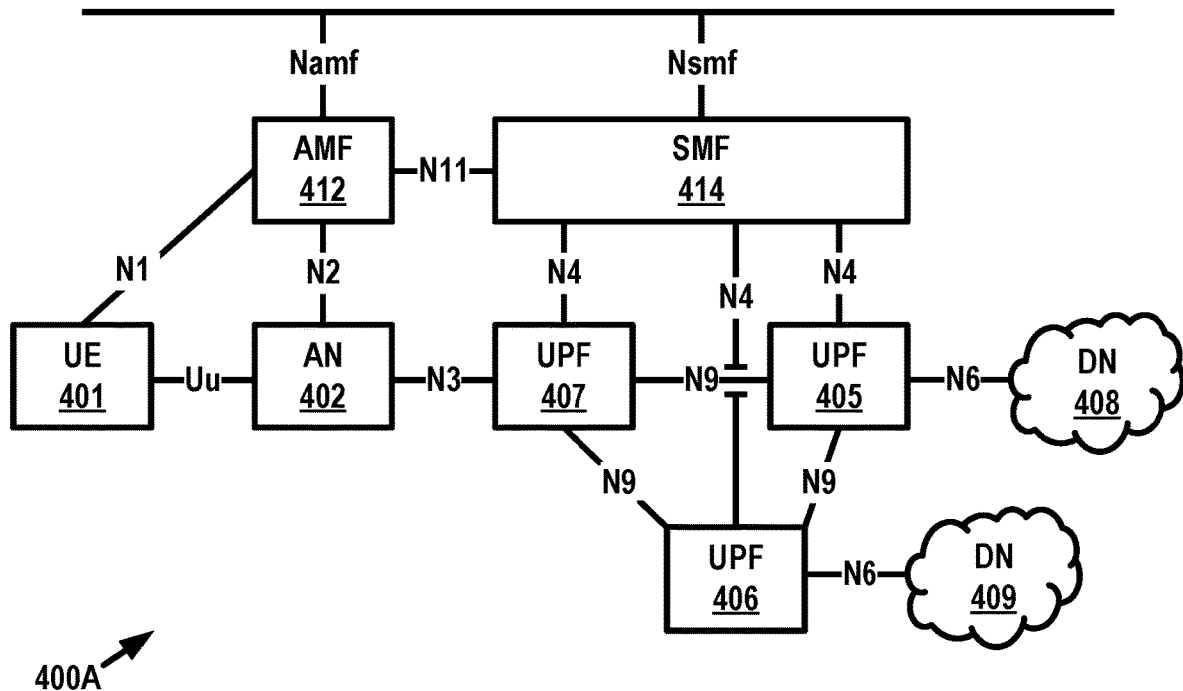 Namf
Nsmf
AMF
412
N11
SMF
414
N1
N2
N4
N4
N4
UE
401
Uu
AN
402
N3
UPF
407
N9
UPF
405
N6
DN
408
N9
N9
UPF
406
N6
DN
409
400A